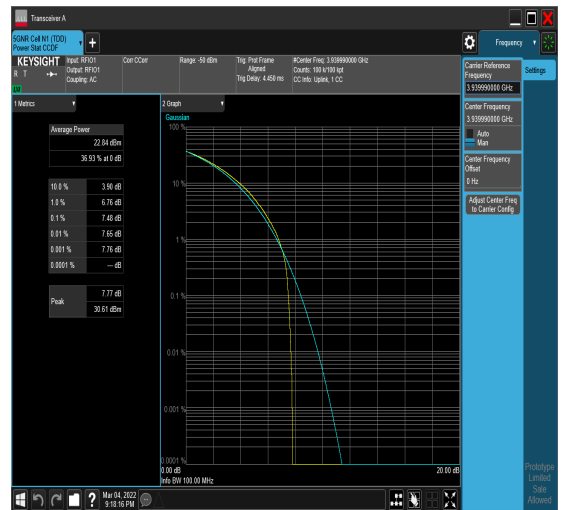 Transceiver A
5GNR Cell N1 (TDD)
Power Stat CCDF
Frequency
KEYSIGHT
R T
LXI
Input: RFIO1
Output: RFIO1
Coupling: AC
Corr CCorr
Range: -50 dBm
Trig: Prot Frame
Aligned
Trig Delay: 4.450 ms
#Center Freq: 3.939990000 GHz
Counts: 100 k/100 kpt
CC Info: Uplink, 1 CC
1 Metrics
Average Power
22.84 dBm
36.93 % at 0 dB
10.0 % 3.90 dB
1.0 % 6.76 dB
0.1 % 7.48 dB
0.01 % 7.65 dB
0.001 % 7.76 dB
0.0001 % --- dB
Peak
7.77 dB
30.61 dBm
2 Graph
Gaussian
100 %
10 %
1 %
0.1 %
0.01 %
0.001 %
0.0001 %
0.00 dB
20.00 dB
Info BW 100.00 MHz
Carrier Reference
Frequency
3.939990000 GHz
Center Frequency
3.939990000 GHz
Auto
Man
Center Frequency
Offset
0 Hz
Adjust Center Freq
to Carrier Config
Settings
Prototype
Limited
Sale
Allowed
?
Mar 04, 2022
9:18:16 PM